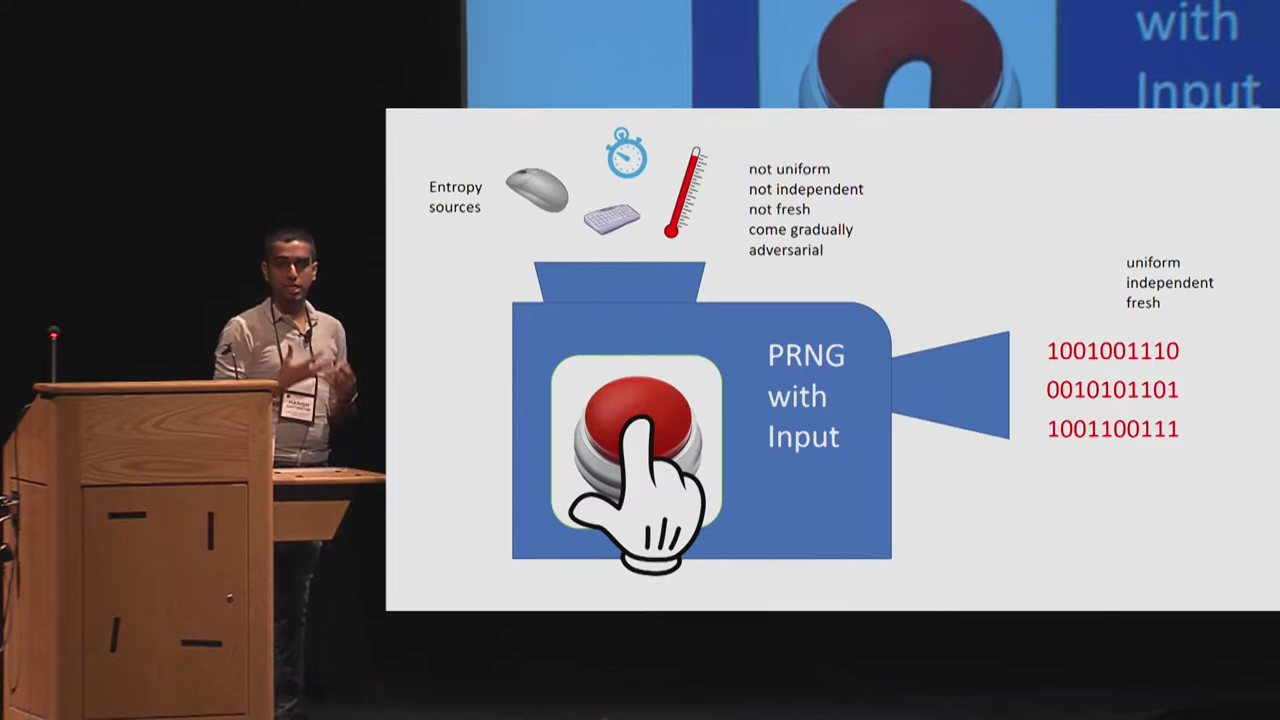 with
Input
Entropy
sources
not uniform
not independent
not fresh
come gradually
adversarial
uniform
independent
fresh
PRNG
with
Input
1001001110
0010101101
1001100111